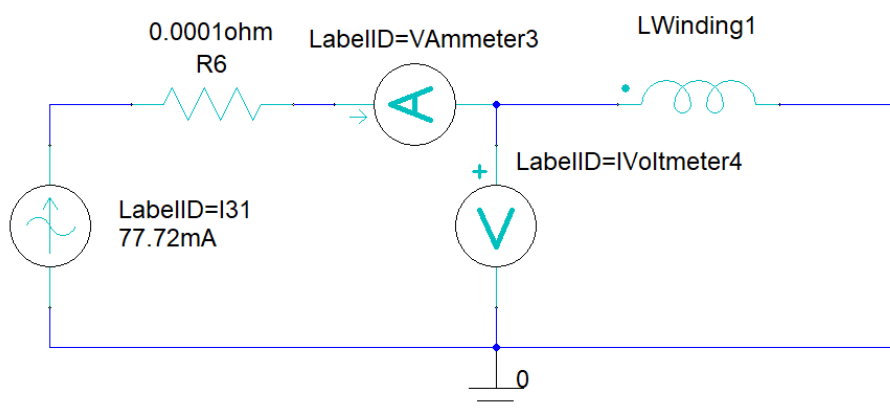 0.0001ohm
R6
LabelID=VAmmeter3
A
LWinding1
LabelID=IVoltmeter4
+
V
LabelID=I31
77.72mA
0